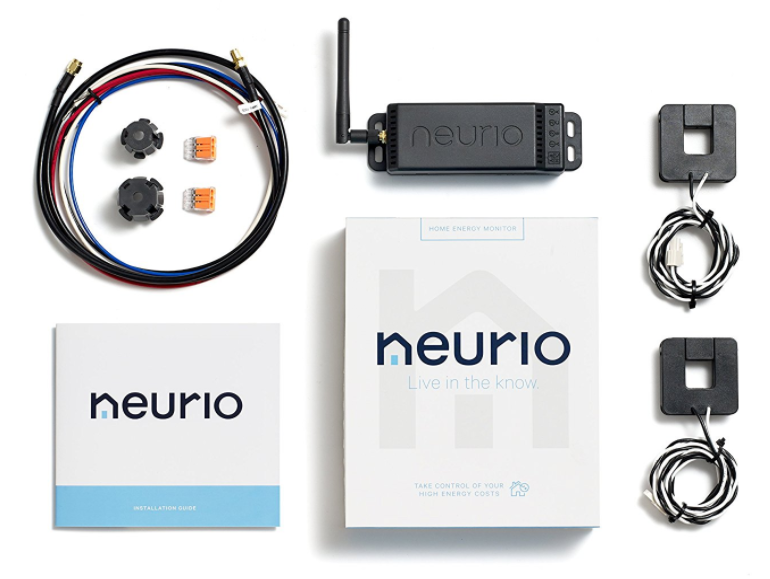 neurio
HOME ENERGY MONITOR
neurio
Live in the know.
TAKE CONTROL OF YOUR
HIGH ENERGY COSTS
neurio
INSTALLATION GUIDE